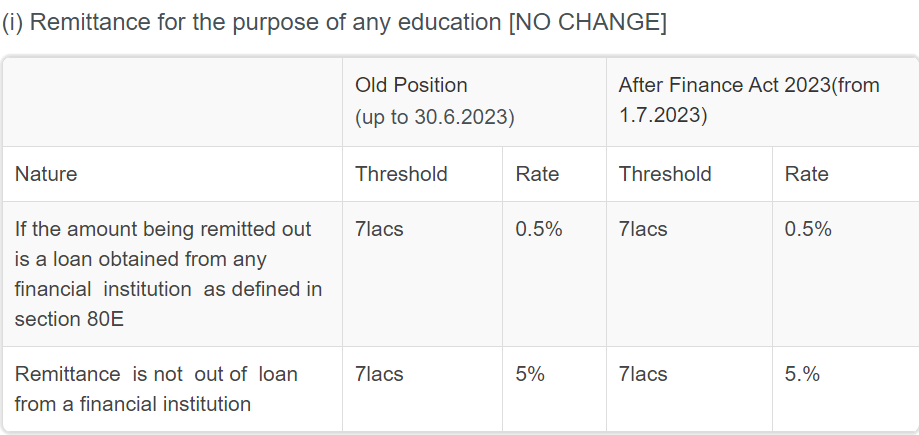 (i) Remittance for the purpose of any education [NO CHANGE]
Old Position
(up to 30.6.2023)
After Finance Act 2023(from
1.7.2023)
Nature
Threshold
Rate
Threshold
Rate
If the amount being remitted out
is a loan obtained from any
financial institution as defined in
section 80E
7lacs
0.5%
7lacs
0.5%
Remittance is not out of loan
from a financial institution
7lacs
5%
7lacs
5.%